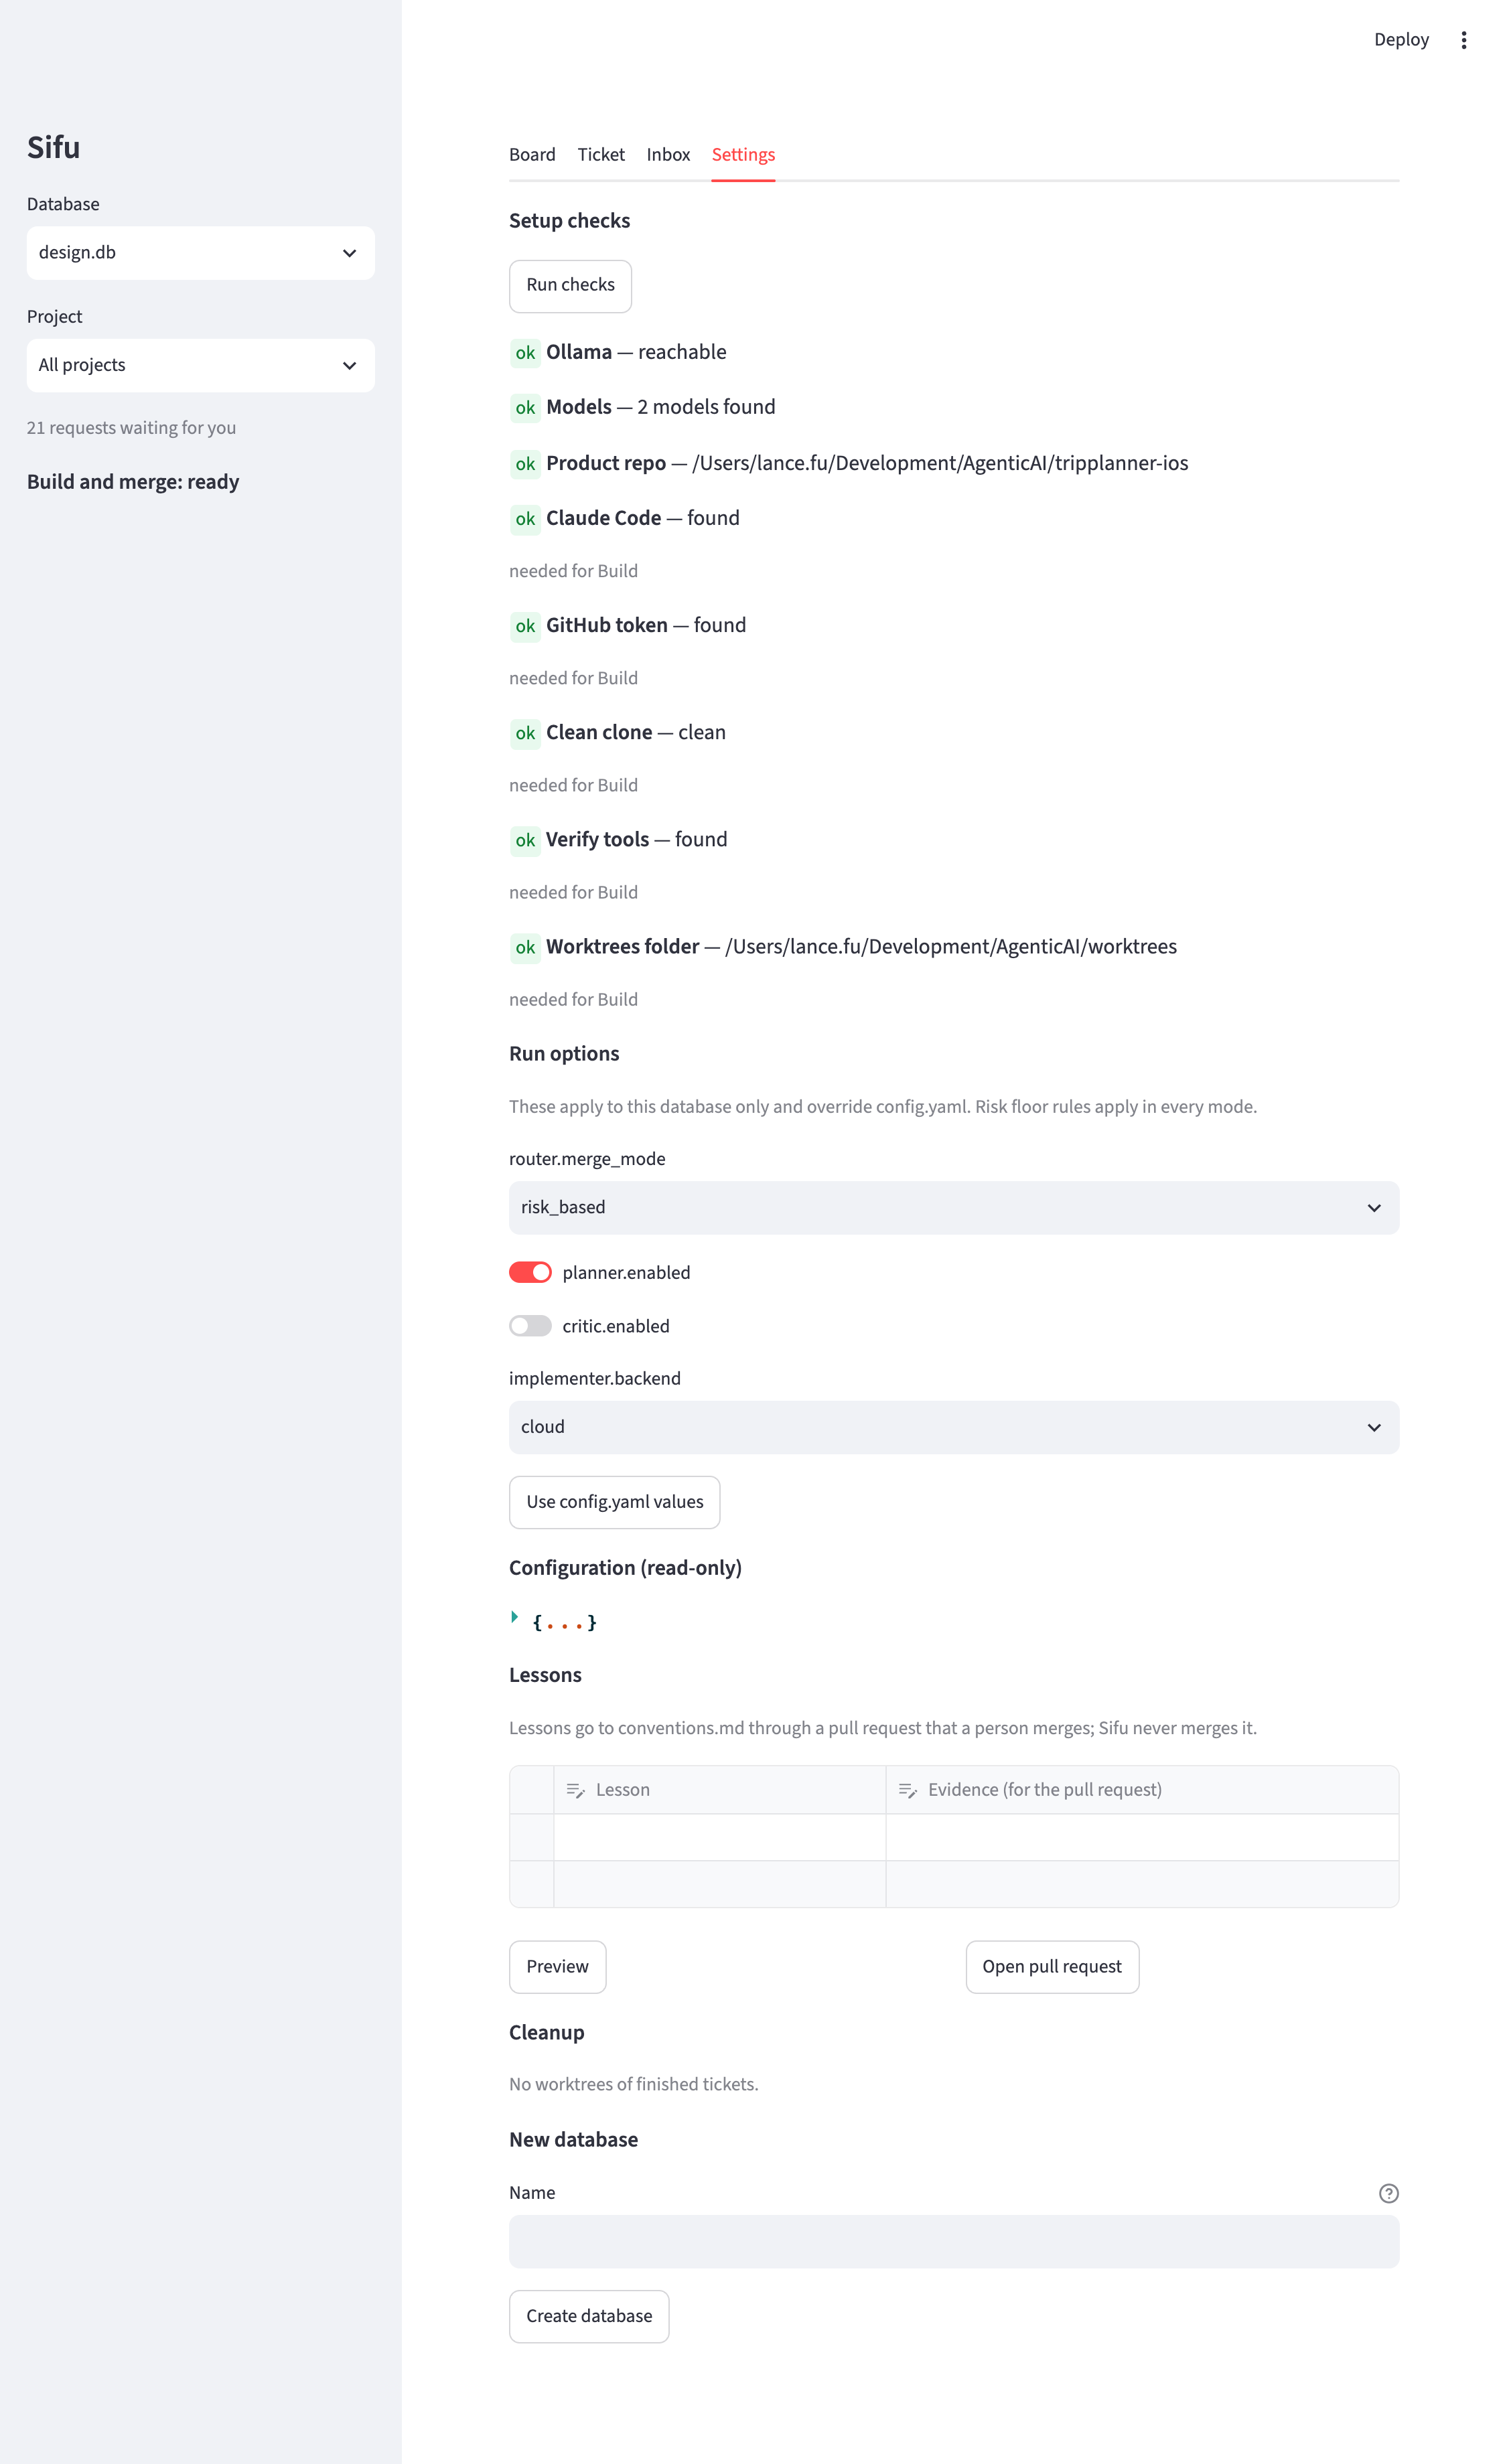 Deploy
Sifu
Database
design.db
Project
All projects
21 requests waiting for you
Build and merge: ready
Board Ticket Inbox Settings
Setup checks
Run checks
ok Ollama — reachable
ok Models — 2 models found
ok Product repo — /Users/lance.fu/Development/AgenticAI/tripplanner-ios
ok Claude Code — found
needed for Build
ok GitHub token — found
needed for Build
ok Clean clone — clean
needed for Build
ok Verify tools — found
needed for Build
ok Worktrees folder — /Users/lance.fu/Development/AgenticAI/worktrees
needed for Build
Run options
These apply to this database only and override config.yaml. Risk floor rules apply in every mode.
router.merge_mode
risk_based
planner.enabled
critic.enabled
implementer.backend
cloud
Use config.yaml values
Configuration (read-only)
{...}
Lessons
Lessons go to conventions.md through a pull request that a person merges; Sifu never merges it.
Lesson Evidence (for the pull request)
Preview Open pull request
Cleanup
No worktrees of finished tickets.
New database
Name
Create database